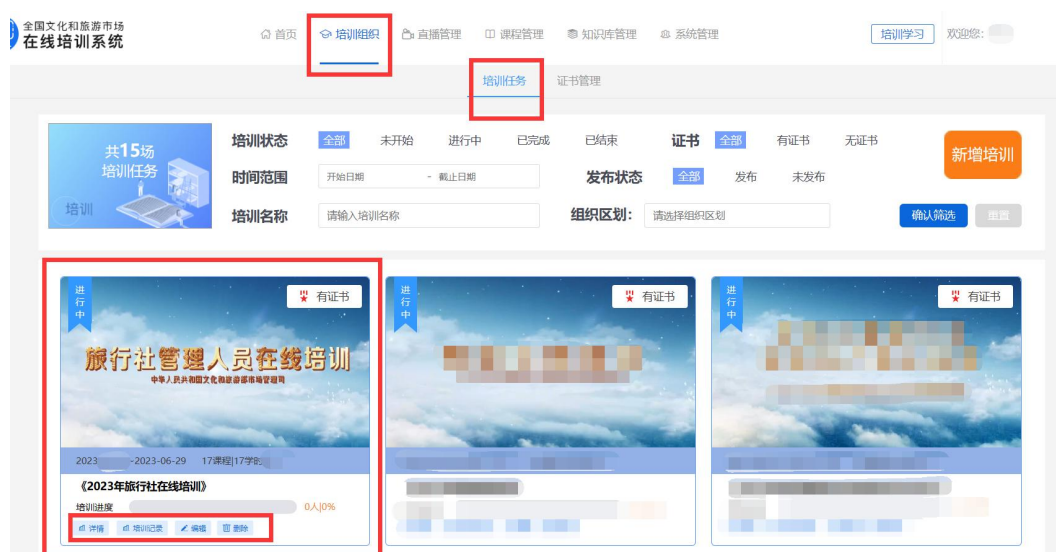 全国文化和旅游市场
在线培训系统
首页 培训组织 直播管理 课程管理 知识库管理 系统管理 培训学习 欢迎您:
培训任务 证书管理
共15场
培训任务
培训
培训状态 全部 未开始 进行中 已完成 已结束 证书 全部 有证书 无证书
新增培训
时间范围 开始日期 - 截止日期 发布状态 全部 发布 未发布
培训名称 请输入培训名称 组织区划: 请选择组织区划 确认筛选 重置
进行中 有证书
进行中 有证书
进行中 有证书
旅行社管理人员在线培训
中华人民共和国文化和旅游部市场管理司
2023 -2023-06-29 17课程|17学时
《2023年旅行社在线培训》
培训进度 0人|0%
详情 培训记录 编辑 删除